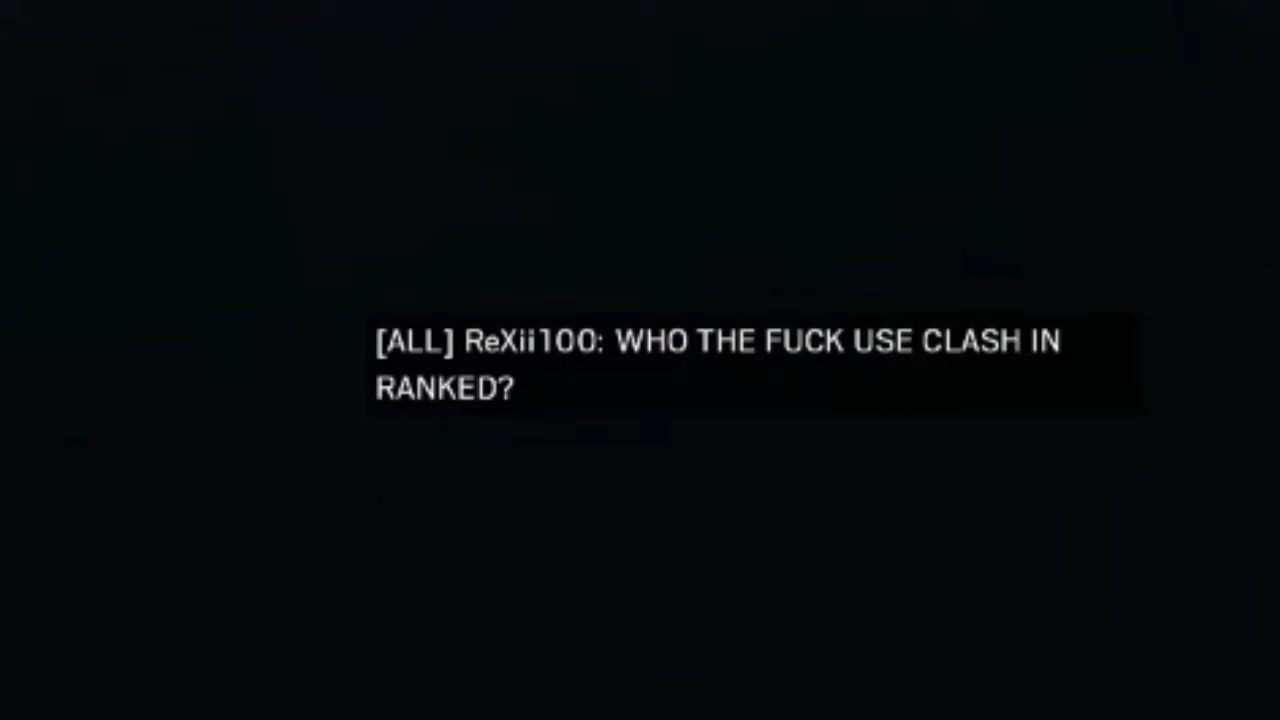 [ALL] ReXii100: WHO THE FUCK USE CLASH IN
RANKED?